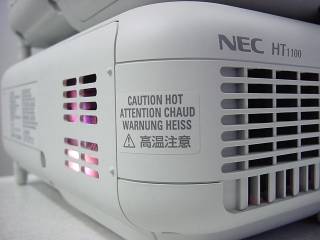 NEC HT1100
CAUTION HOT
ATTENTION CHAUD
WARNUNG HEISS
⚠ 高温注意